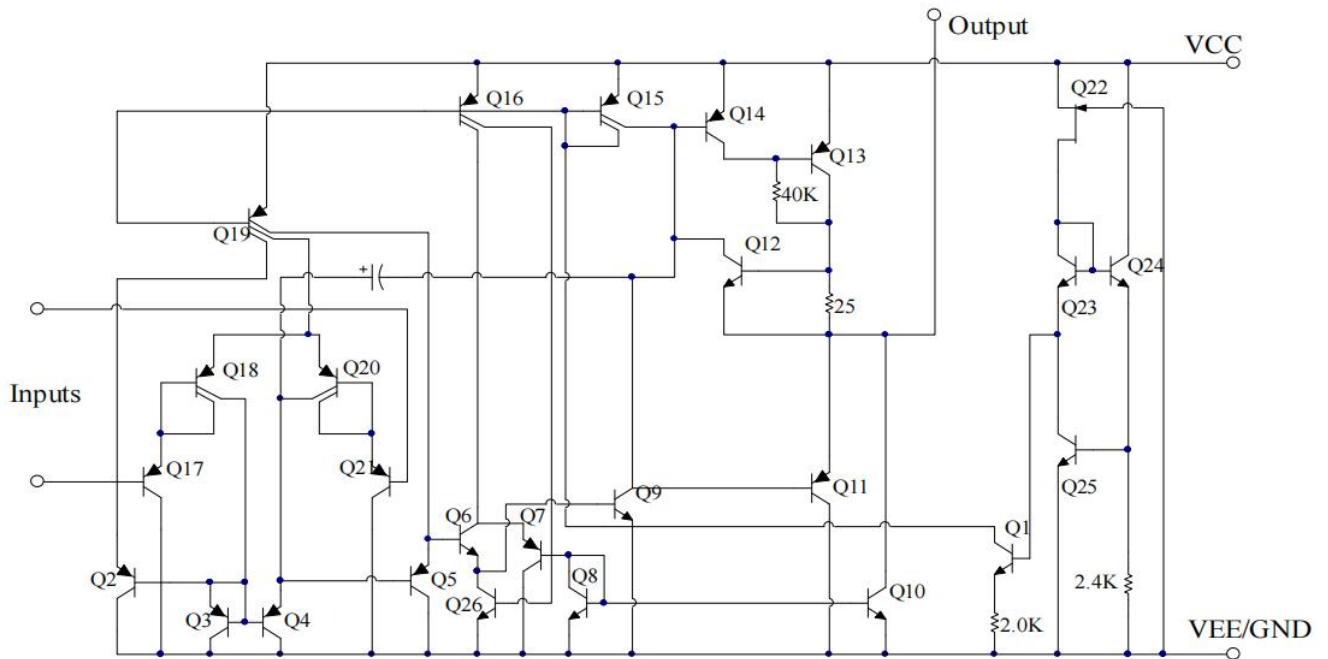 Output
VCC
Q22
Q16
Q15
Q14
Q13
40K
Q19
Q12
Q24
+
25
Q23
Q18
Q20
Inputs
Q17
Q21
Q9
Q11
Q25
Q6
Q7
Q1
Q2
Q5
Q8
Q26
Q10
2.4K
Q3
Q4
2.0K
VEE/GND